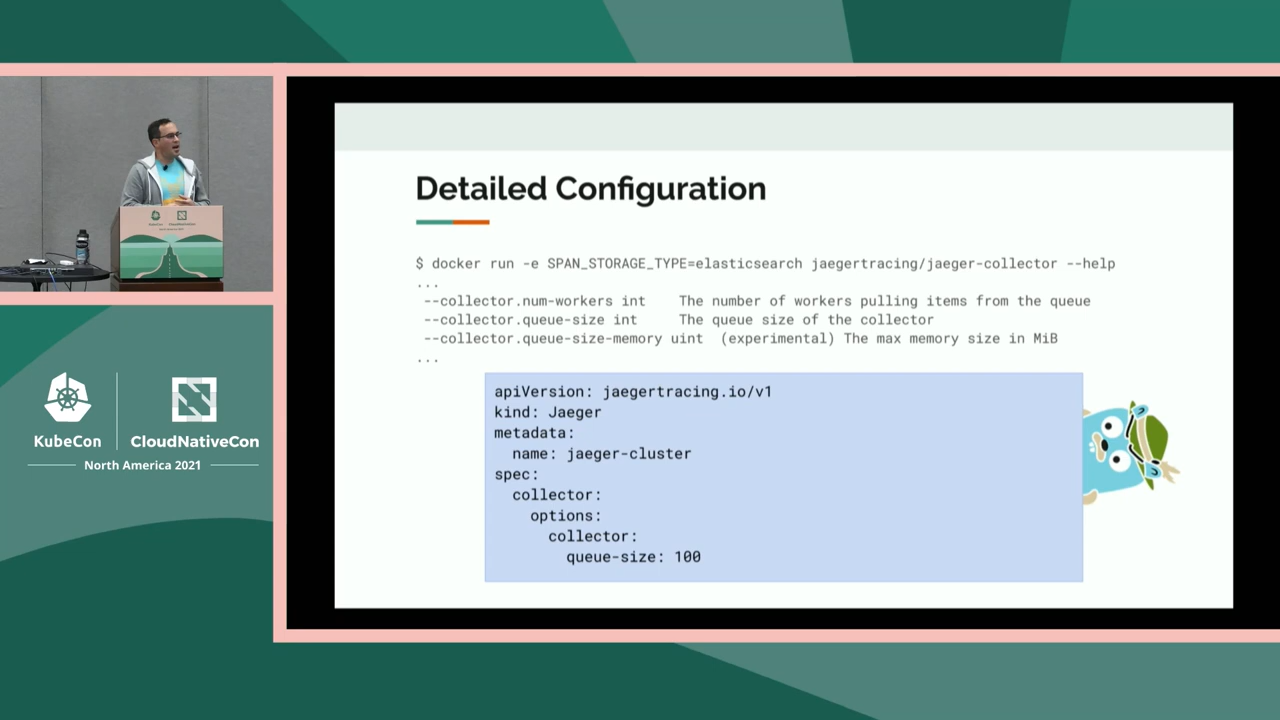 Detailed Configuration
$ docker run -e SPAN_STORAGE_TYPE=elasticsearch jaegertracing/jaeger-collector --help
...
--collector.num-workers int    The number of workers pulling items from the queue
--collector.queue-size int     The queue size of the collector
--collector.queue-size-memory uint  (experimental) The max memory size in MiB
...
apiVersion: jaegertracing.io/v1
kind: Jaeger
metadata:
  name: jaeger-cluster
spec:
  collector:
    options:
      collector:
        queue-size: 100
KubeCon
CloudNativeCon
North America 2021